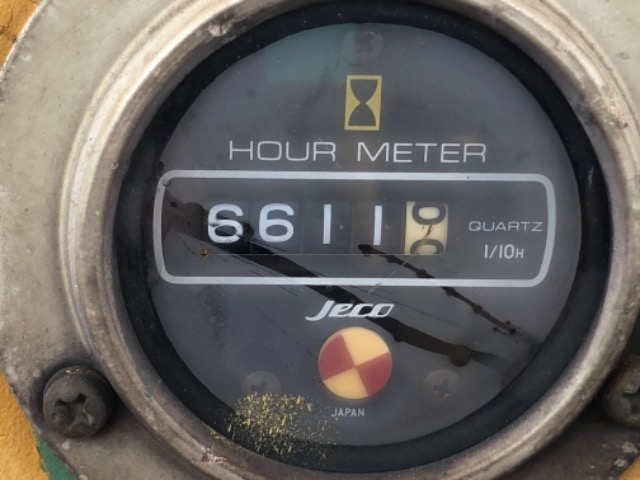 HOUR METER
6611
QUARTZ
1/10H
Jeco
JAPAN